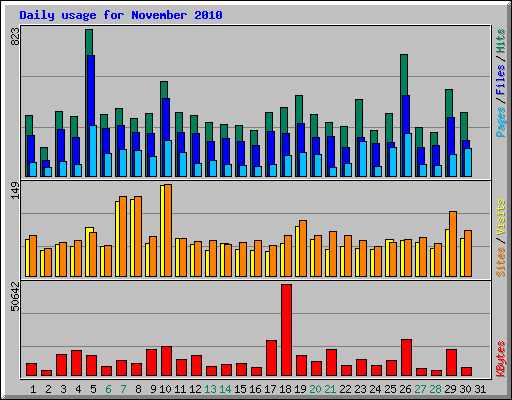 Daily usage for November 2010
823
Pages / Files / Hits
149
Sites / Visits
50642
KBytes
1 2 3 4 5 6 7 8 9 10 11 12 13 14 15 16 17 18 19 20 21 22 23 24 25 26 27 28 29 30 31